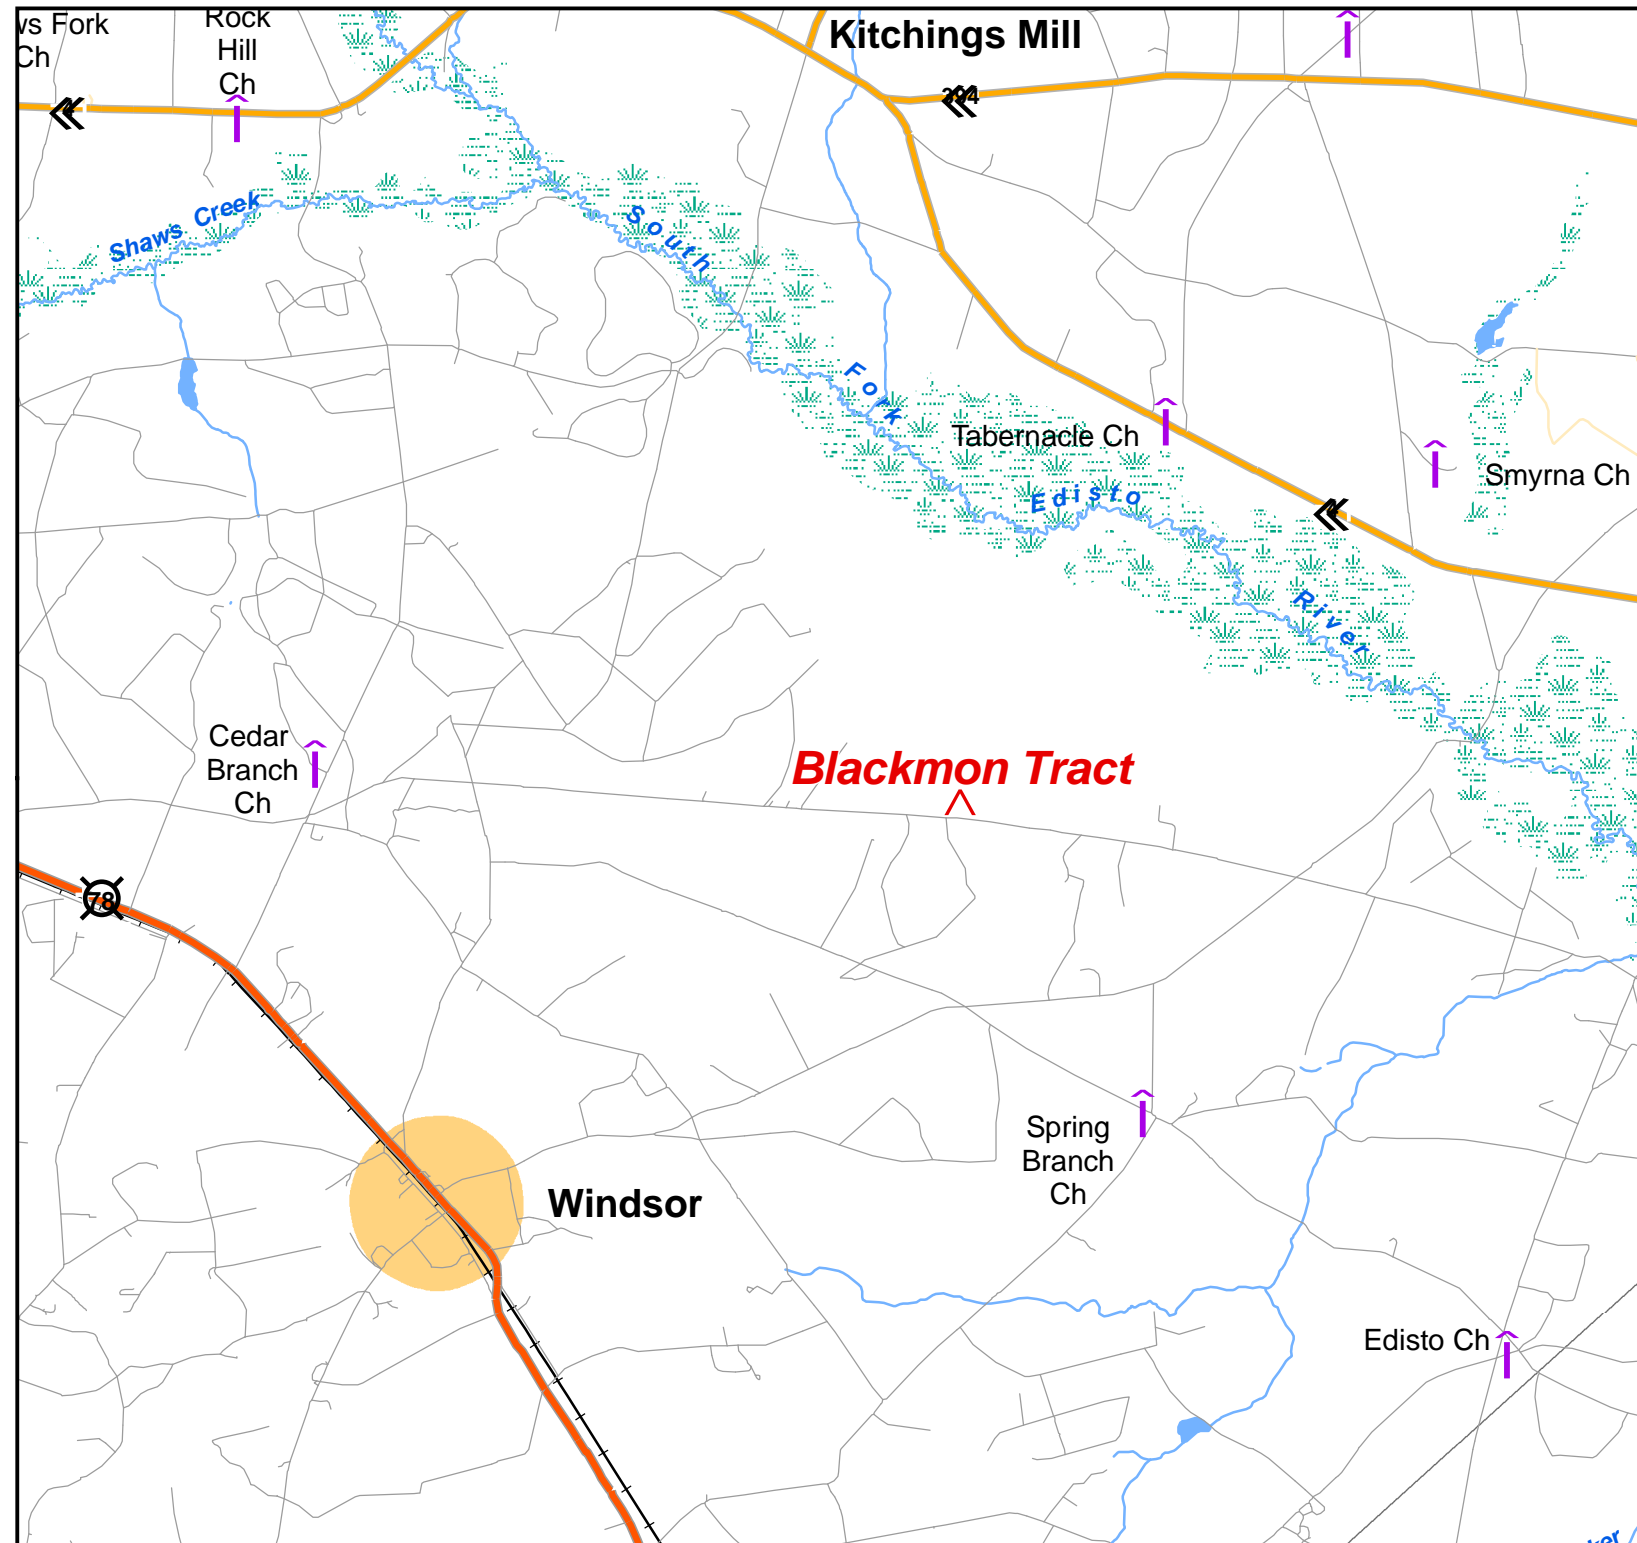 ws Fork
Ch
Rock
Hill
Ch
Kitchings Mill
394
Shaws Creek
South
Fork
Edisto
River
Tabernacle Ch
Smyrna Ch
Cedar
Branch
Ch
Blackmon Tract
78
Spring
Branch
Ch
Windsor
Edisto Ch